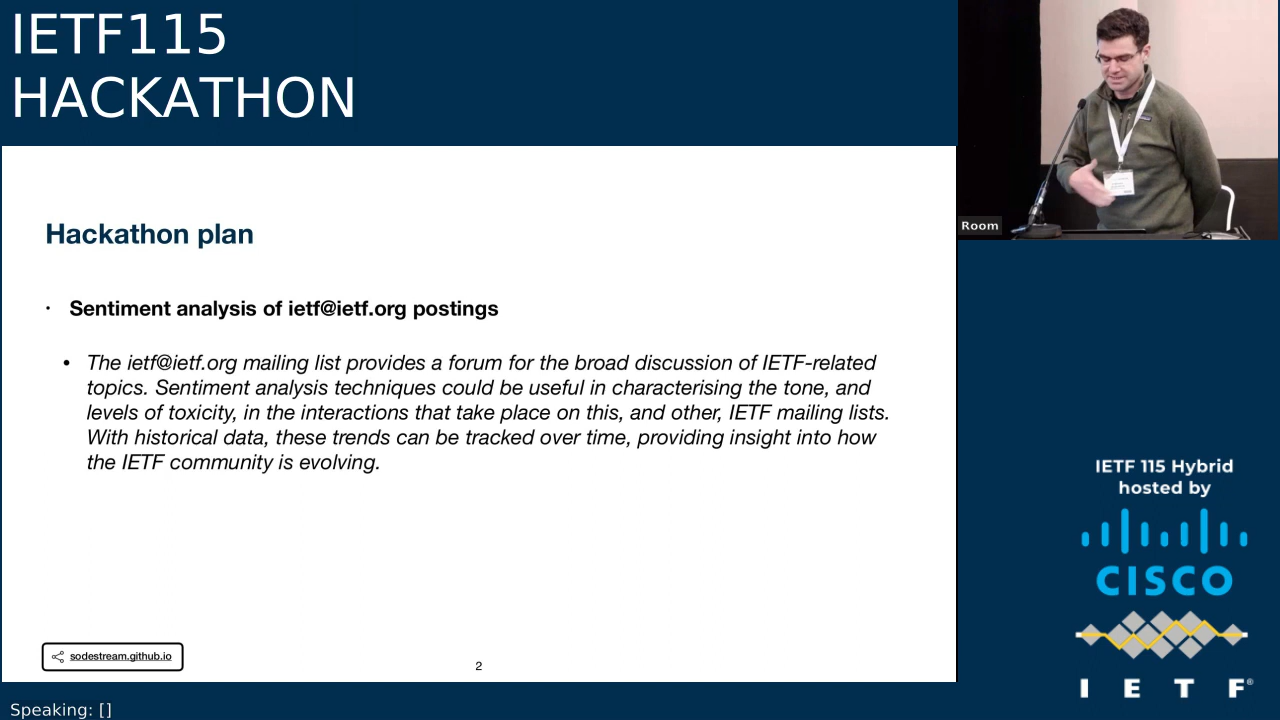 IETF115
HACKATHON
Room
Hackathon plan
· Sentiment analysis of ietf@ietf.org postings
• The ietf@ietf.org mailing list provides a forum for the broad discussion of IETF-related
topics. Sentiment analysis techniques could be useful in characterising the tone, and
levels of toxicity, in the interactions that take place on this, and other, IETF mailing lists.
With historical data, these trends can be tracked over time, providing insight into how
the IETF community is evolving.
sodestream.github.io
2
IETF 115 Hybrid
hosted by
CISCO
I E T F®
Speaking: []